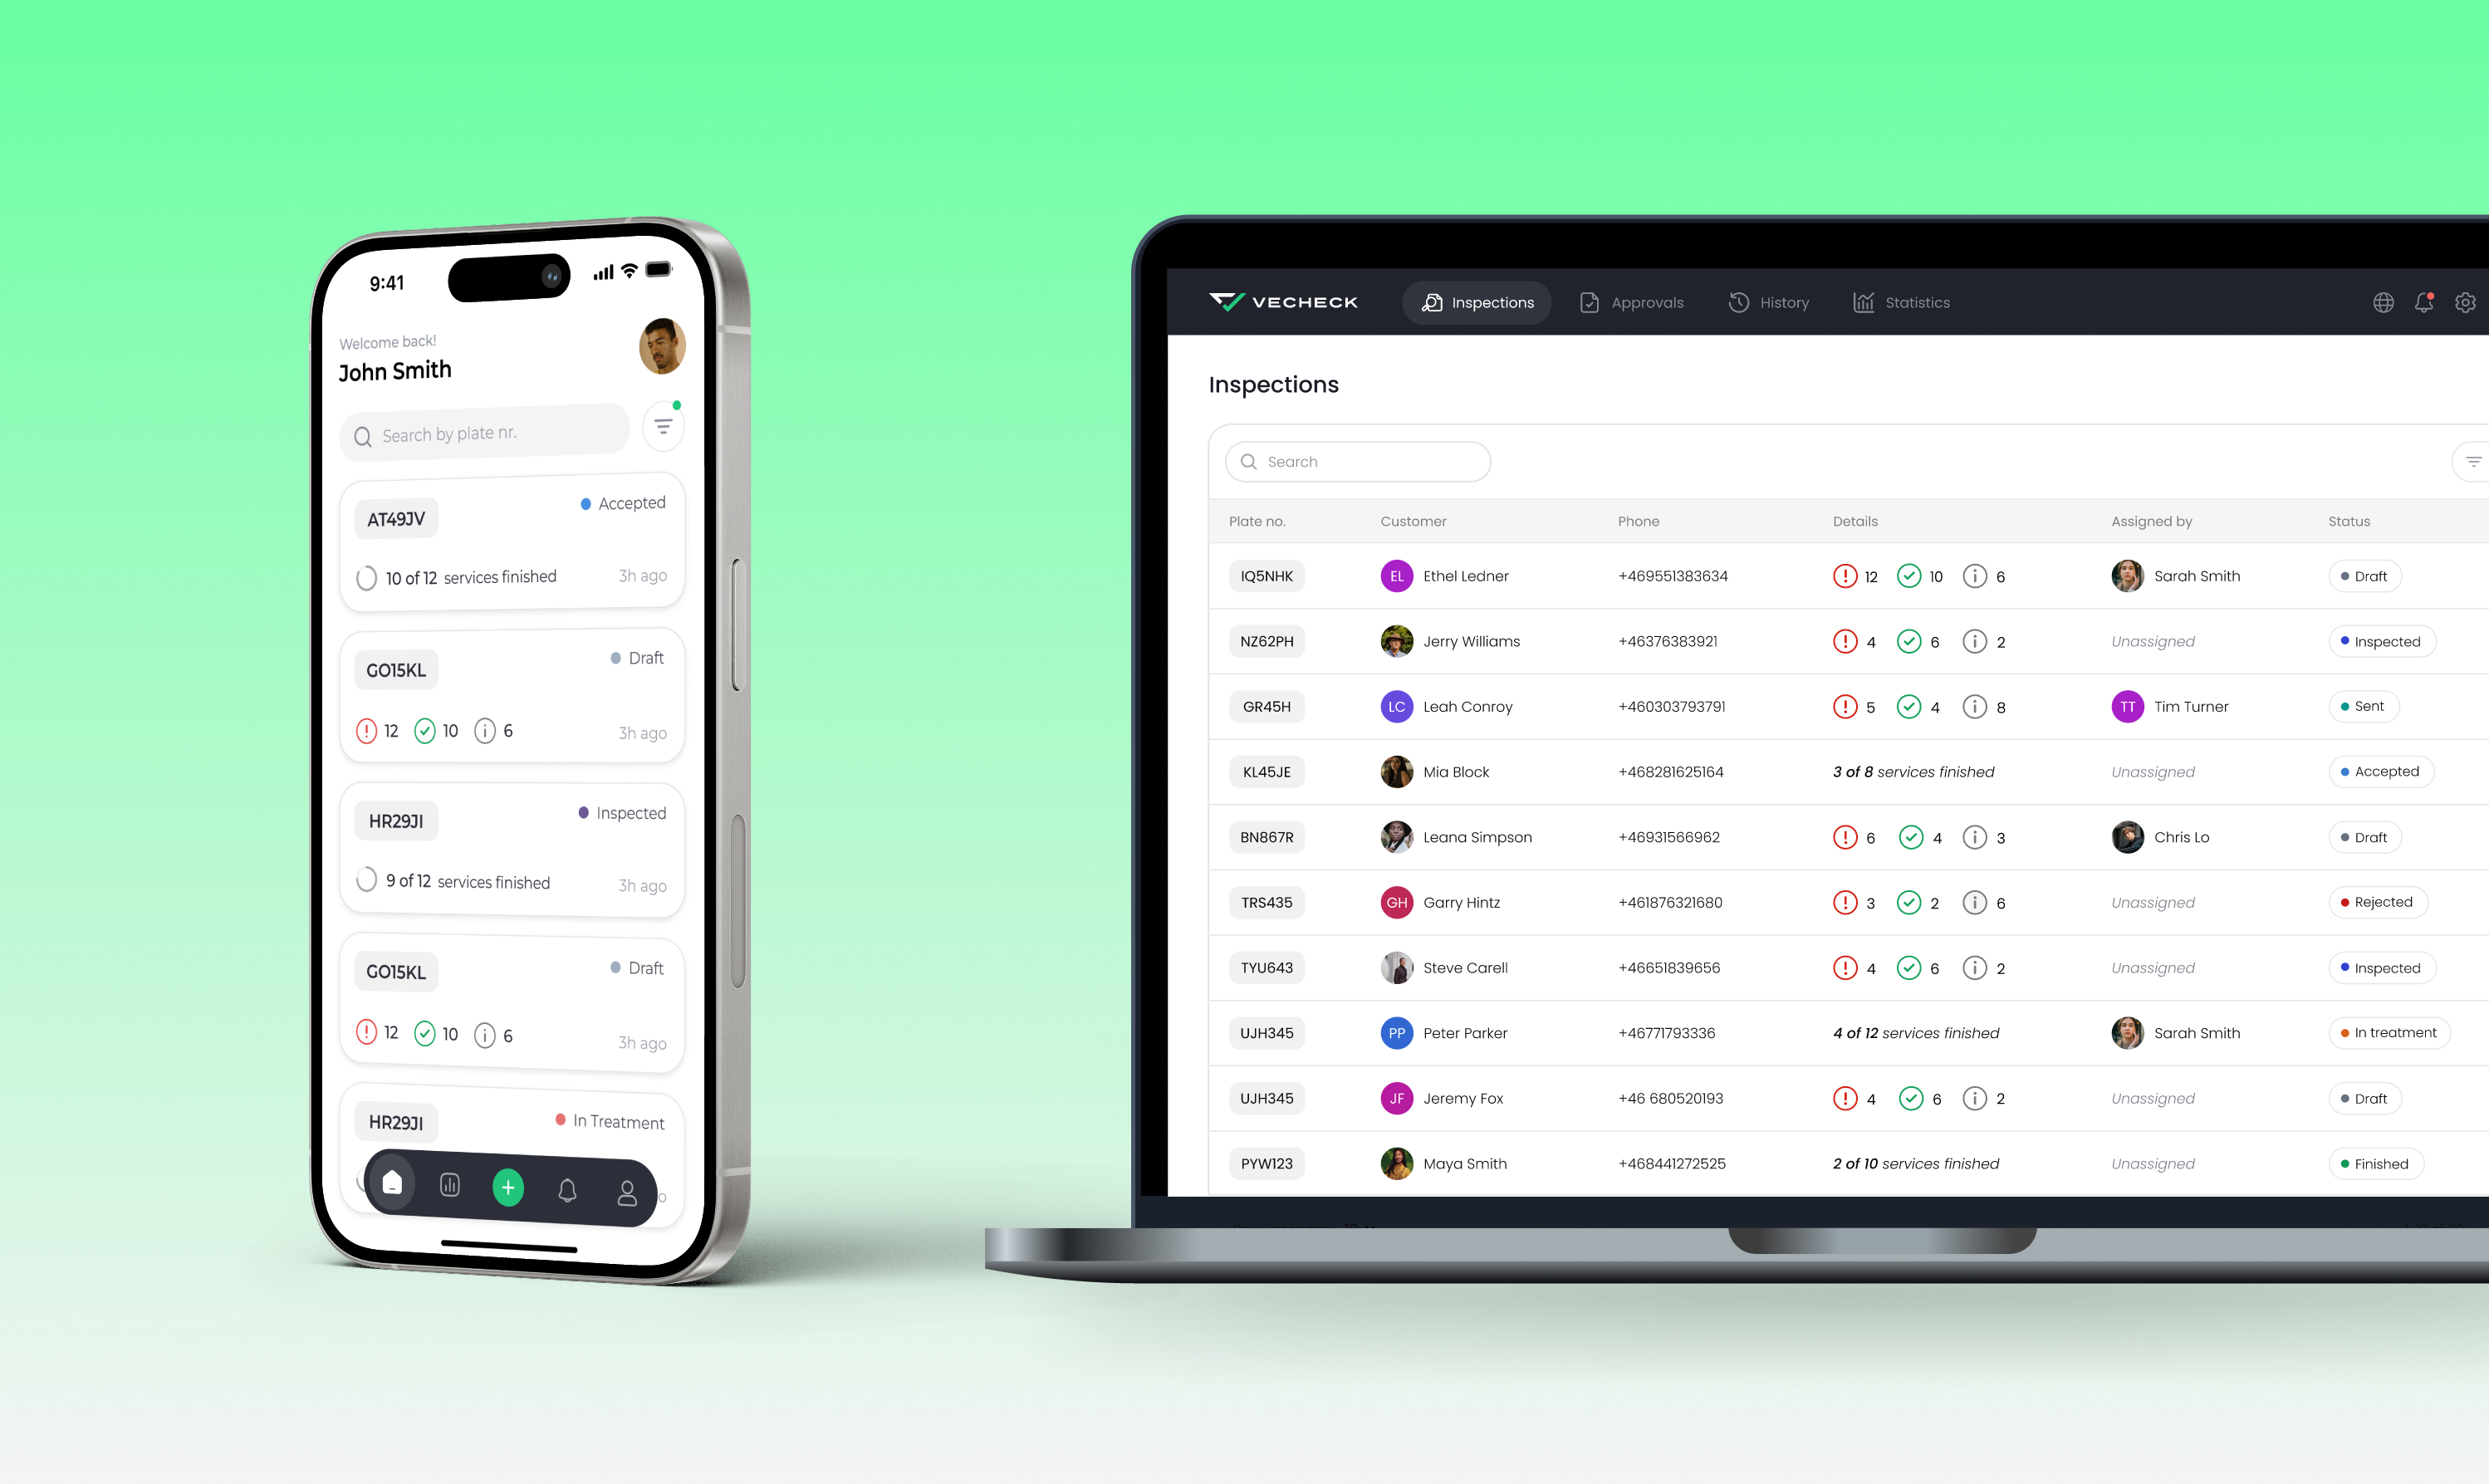 9:41
Welcome back!
John Smith
Search by plate nr.
AT49JV
Accepted
10 of 12 services finished
3h ago
GO15KL
Draft
12 10 6
3h ago
HR29JI
Inspected
9 of 12 services finished
3h ago
GO15KL
Draft
12 10 6
3h ago
HR29JI
In Treatment
VECHECK Inspections Approvals History Statistics
Inspections
Search
Plate no. Customer Phone Details Assigned by Status
IQ5NHK EL Ethel Ledner +469551383634 12 10 6 Sarah Smith Draft
NZ62PH Jerry Williams +46376383921 4 6 2 Unassigned Inspected
GR45H LC Leah Conroy +460303793791 5 4 8 TT Tim Turner Sent
KL45JE Mia Block +468281625164 3 of 8 services finished Unassigned Accepted
BN867R Leana Simpson +46931566962 6 4 3 Chris Lo Draft
TRS435 GH Garry Hintz +461876321680 3 2 6 Unassigned Rejected
TYU643 Steve Carell +46651839656 4 6 2 Unassigned Inspected
UJH345 PP Peter Parker +46771793336 4 of 12 services finished Sarah Smith In treatment
UJH345 JF Jeremy Fox +46 680520193 4 6 2 Unassigned Draft
PYW123 Maya Smith +468441272525 2 of 10 services finished Unassigned Finished